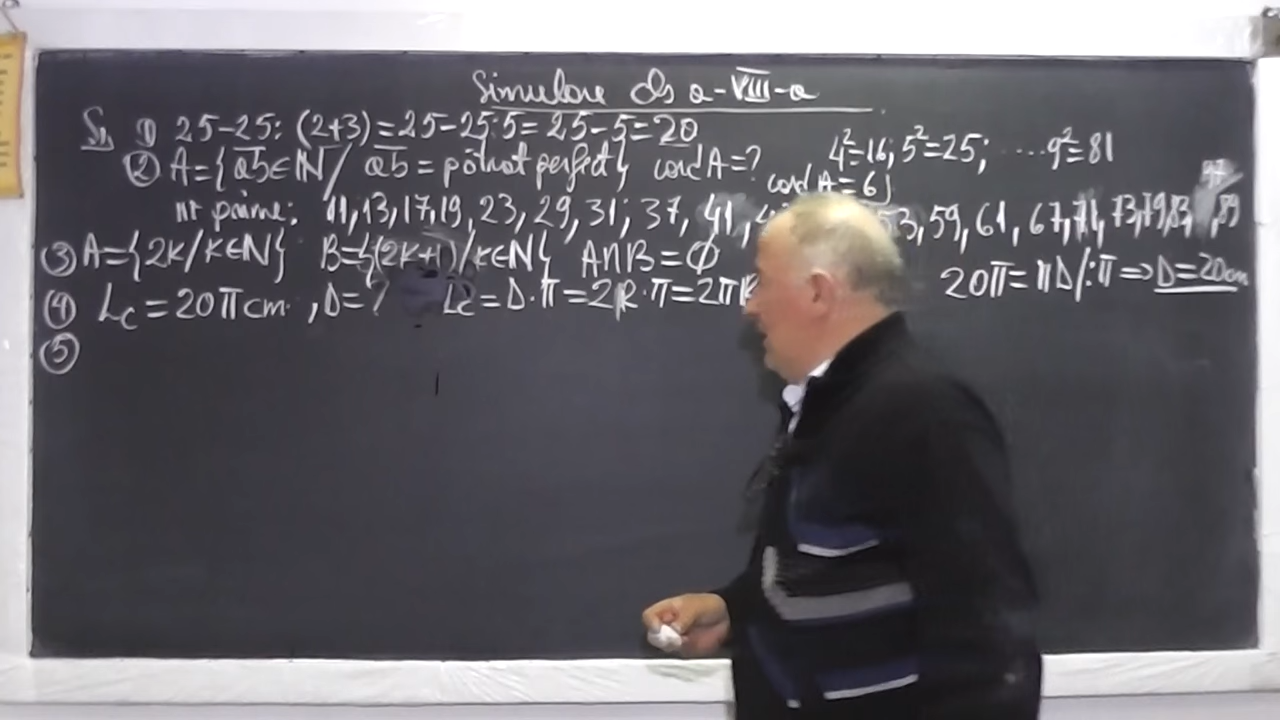 Simulare cls a-VIII-a
S₁ 1) 25-25:(2+3)=25-25:5=25-5=20
② A={ab∈ℕ/ ab = pătrat perfect} card A=? 4²=16; 5²=25; ....9²=81
card A=6
nr prime: 11,13,17,19,23,29,31; 37, 41, 53,59, 61, 67,71,73,79,83, 89
97
③ A={2k/k∈ℕ} B={(2k+1)/k∈ℕ} A∩B=∅
④ Lc=20πcm, D=? Lc=D·π=2R·π=2πR 20π=πD/:π⇒D=20cm
⑤